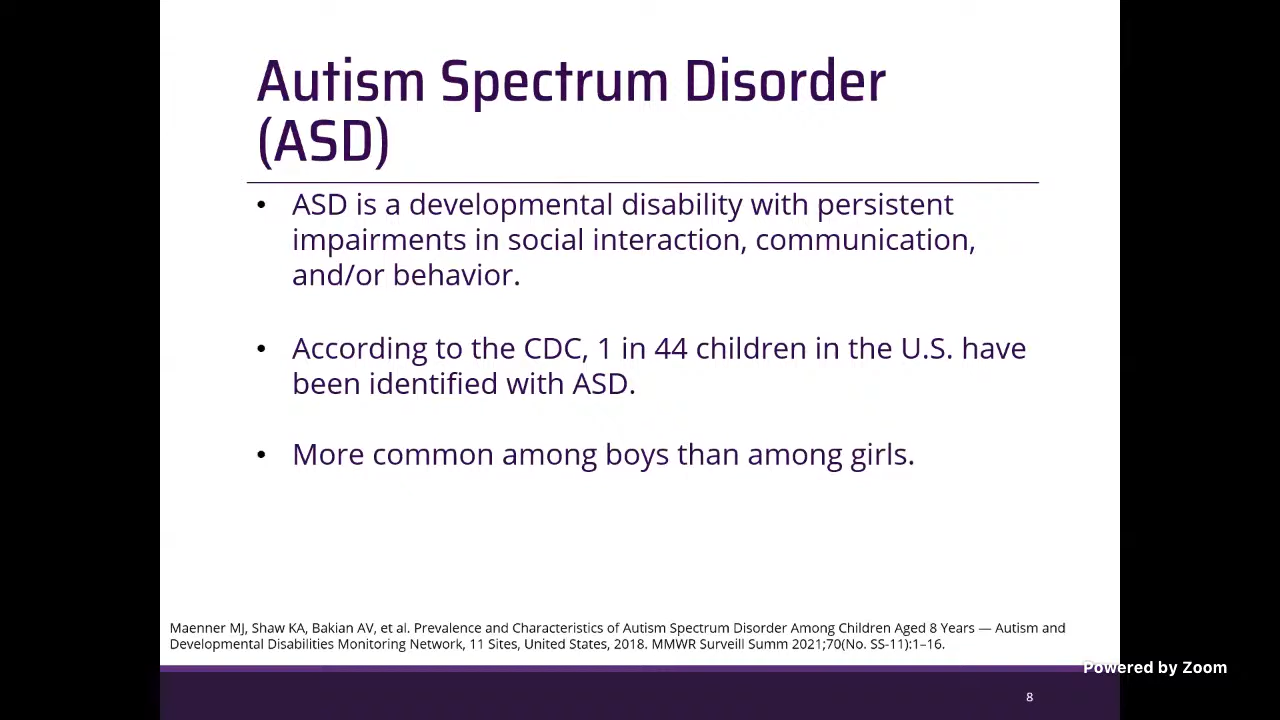 Autism Spectrum Disorder
(ASD)
• ASD is a developmental disability with persistent
impairments in social interaction, communication,
and/or behavior.
• According to the CDC, 1 in 44 children in the U.S. have
been identified with ASD.
• More common among boys than among girls.
Maenner MJ, Shaw KA, Bakian AV, et al. Prevalence and Characteristics of Autism Spectrum Disorder Among Children Aged 8 Years — Autism and
Developmental Disabilities Monitoring Network, 11 Sites, United States, 2018. MMWR Surveill Summ 2021;70(No. SS-11):1–16.
Powered by Zoom
8